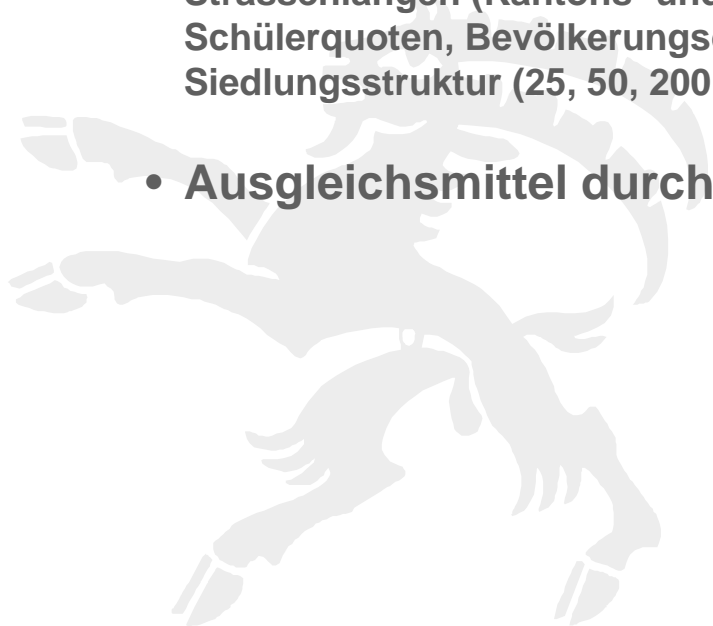 Schülerquoten, Bevölkerungs
Siedlungsstruktur (25, 50, 200
• Ausgleichsmittel durch